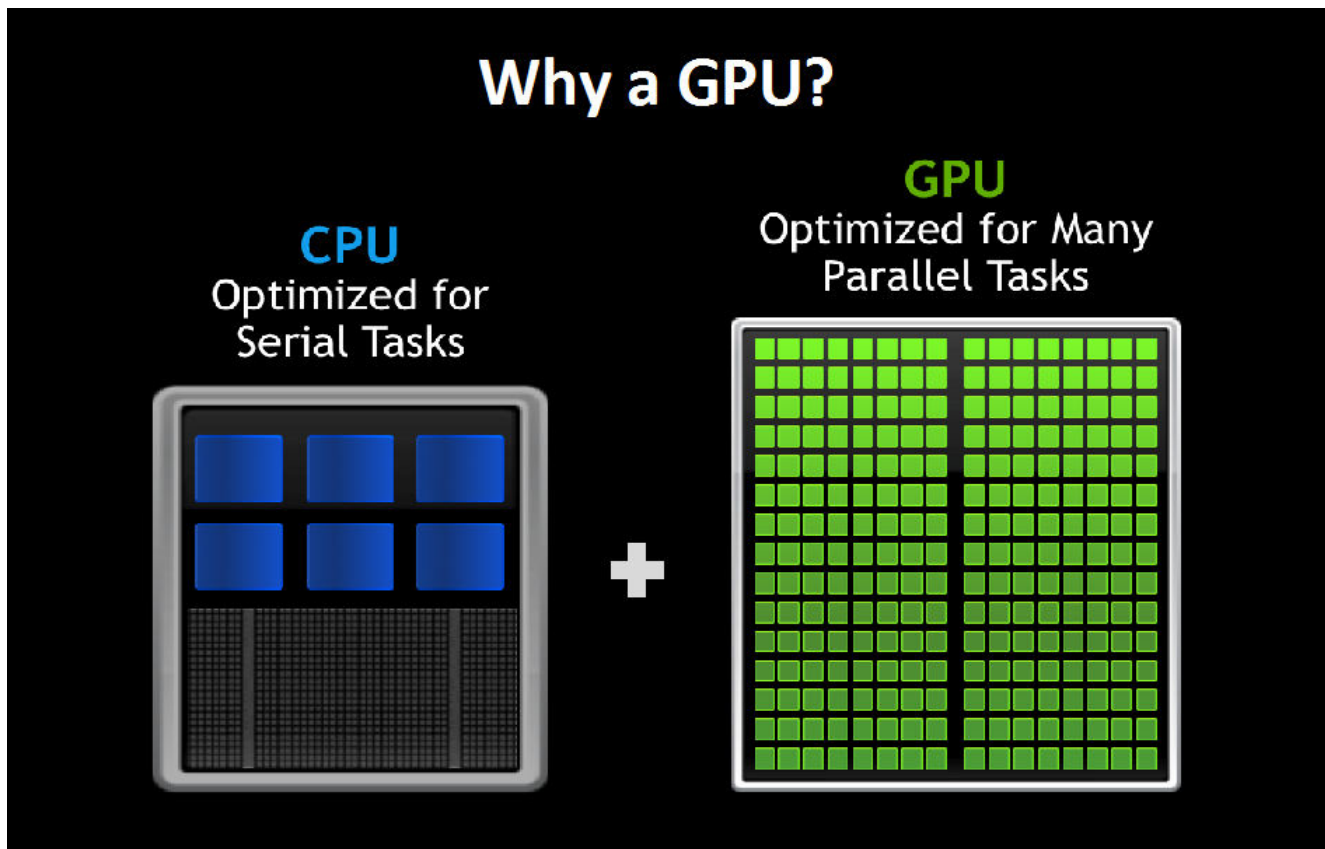 Why a GPU?
CPU
Optimized for
Serial Tasks
GPU
Optimized for Many
Parallel Tasks